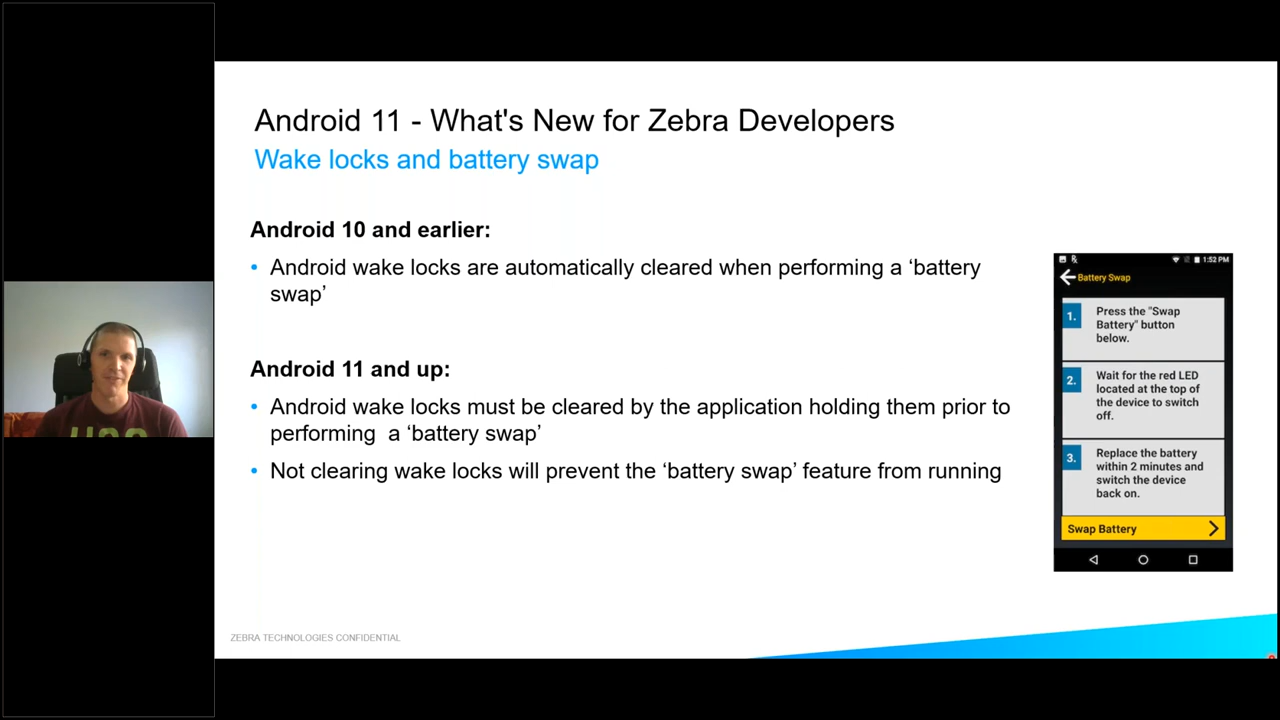 Android 11 - What's New for Zebra Developers
Wake locks and battery swap
Android 10 and earlier:
• Android wake locks are automatically cleared when performing a ‘battery
swap’
Android 11 and up:
• Android wake locks must be cleared by the application holding them prior to
performing a ‘battery swap’
• Not clearing wake locks will prevent the ‘battery swap’ feature from running
1:52 PM
Battery Swap
1. Press the "Swap
Battery" button
below.
2. Wait for the red LED
located at the top of
the device to switch
off.
3. Replace the battery
within 2 minutes and
switch the device
back on.
Swap Battery
ZEBRA TECHNOLOGIES CONFIDENTIAL